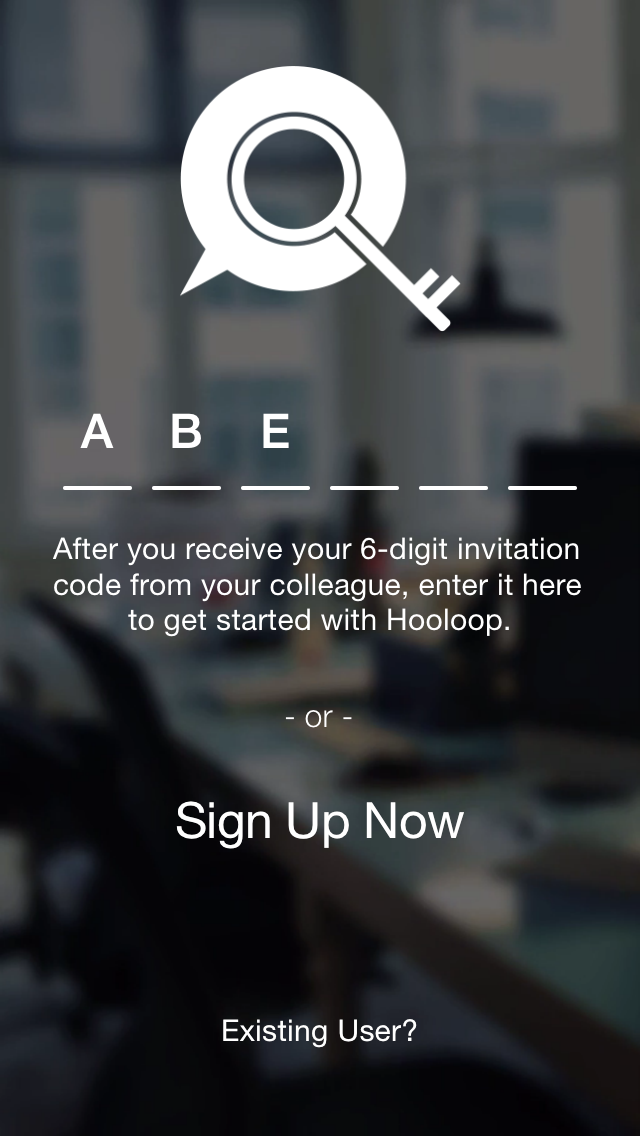 A B E
After you receive your 6-digit invitation
code from your colleague, enter it here
to get started with Hooloop.
- or -
Sign Up Now
Existing User?